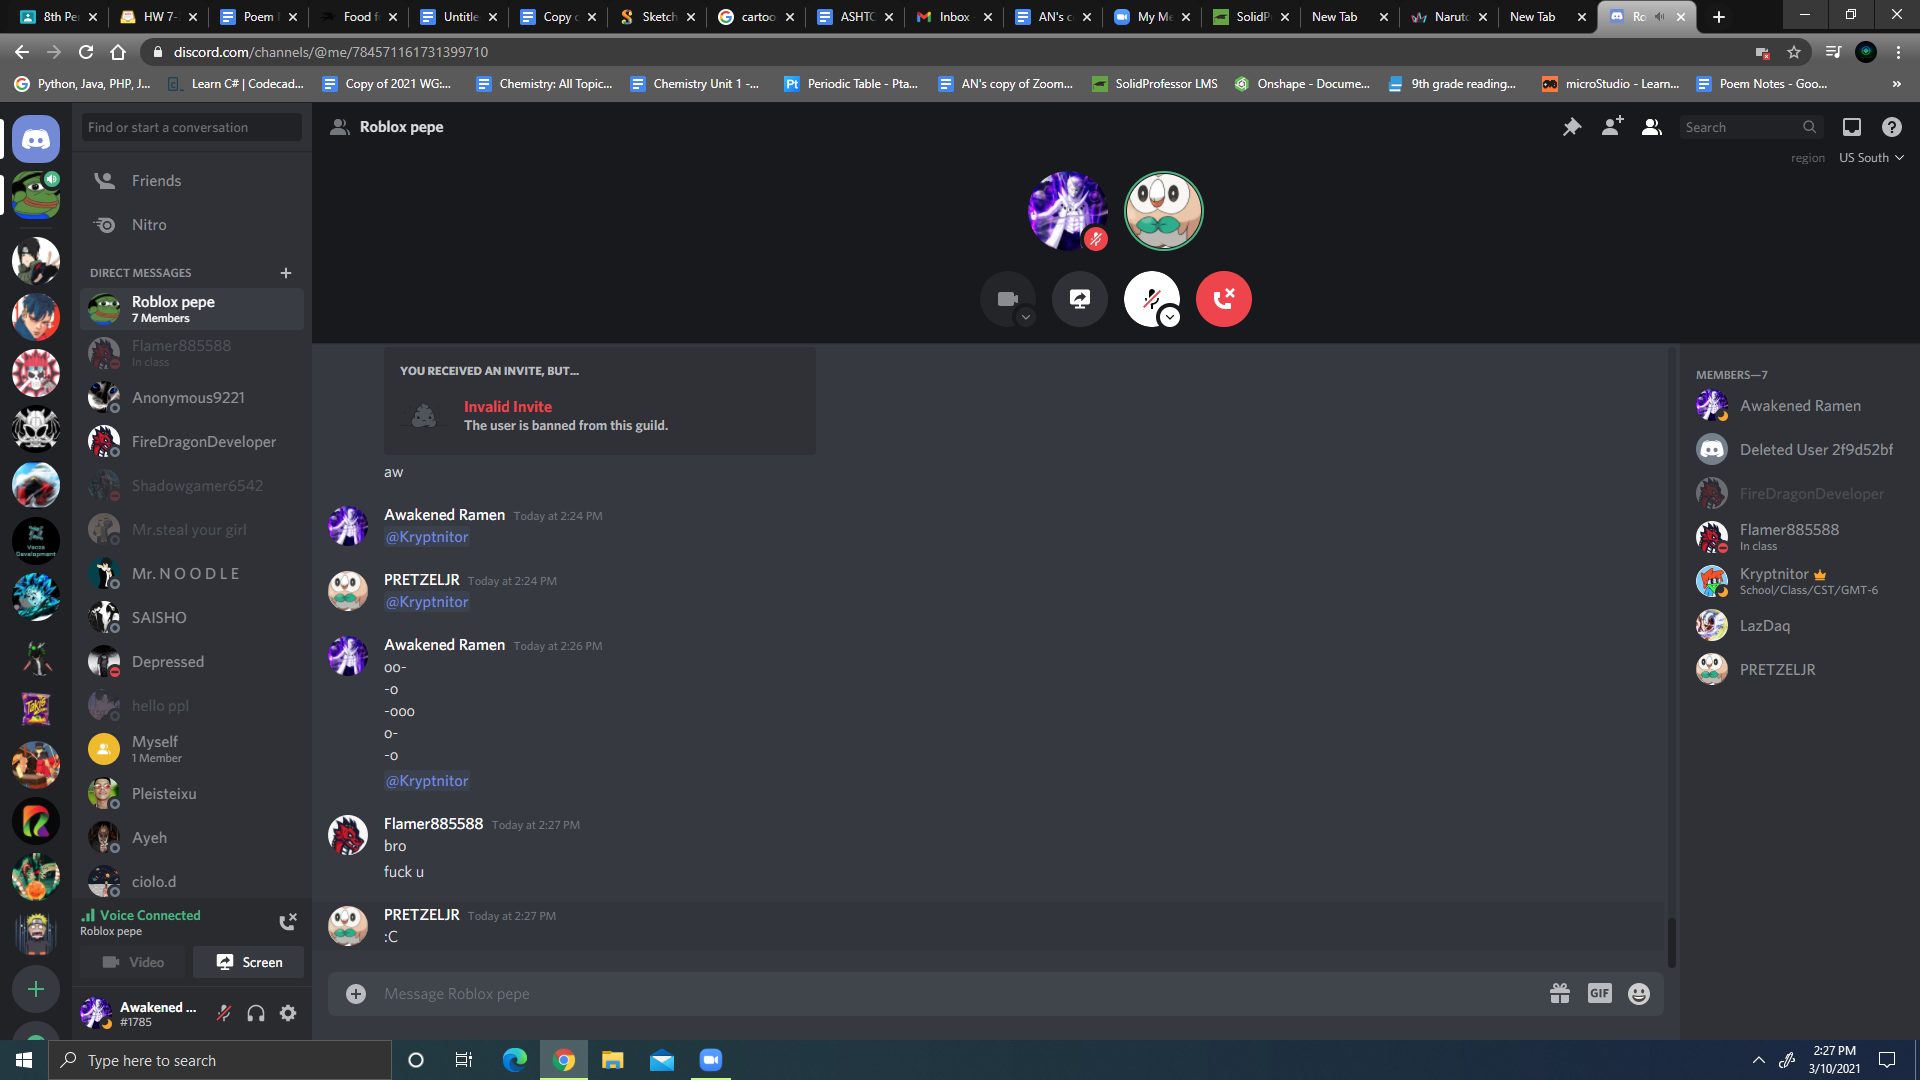 8th Pe
HW 7-
Poem
Food f
Untitle
Copy
Sketch
cartoo
ASHTC
Inbox
AN's c
My Me
SolidP
New Tab
Naruto
New Tab
Ro
discord.com/channels/@me/784571161731399710
Python, Java, PHP, J...
Learn C# | Codecad...
Copy of 2021 WG:...
Chemistry: All Topic...
Chemistry Unit 1 -...
Pt Periodic Table - Pta...
AN's copy of Zoom...
SolidProfessor LMS
Onshape - Docume...
9th grade reading...
microStudio - Learn...
Poem Notes - Goo...
»
Find or start a conversation
Friends
Nitro
DIRECT MESSAGES
Roblox pepe
7 Members
Flamer885588
In class
Anonymous9221
FireDragonDeveloper
Shadowgamer6542
Mr.steal your girl
Mr. N O O D L E
SAISHO
Depressed
hello ppl
Myself
1 Member
Pleisteixu
Ayeh
ciolo.d
Takis
Voice Connected
Roblox pepe
Video
Screen
Awakened ...
#1785
Roblox pepe
Search
region US South
YOU RECEIVED AN INVITE, BUT...
Invalid Invite
The user is banned from this guild.
aw
Awakened Ramen Today at 2:24 PM
@Kryptnitor
PRETZELJR Today at 2:24 PM
@Kryptnitor
Awakened Ramen Today at 2:26 PM
oo-
-o
-ooo
o-
-o
@Kryptnitor
Flamer885588 Today at 2:27 PM
bro
fuck u
PRETZELJR Today at 2:27 PM
:C
Message Roblox pepe
GIF
MEMBERS—7
Awakened Ramen
Deleted User 2f9d52bf
FireDragonDeveloper
Flamer885588
In class
Kryptnitor
School/Class/CST/GMT-6
LazDaq
PRETZELJR
Type here to search
2:27 PM
3/10/2021